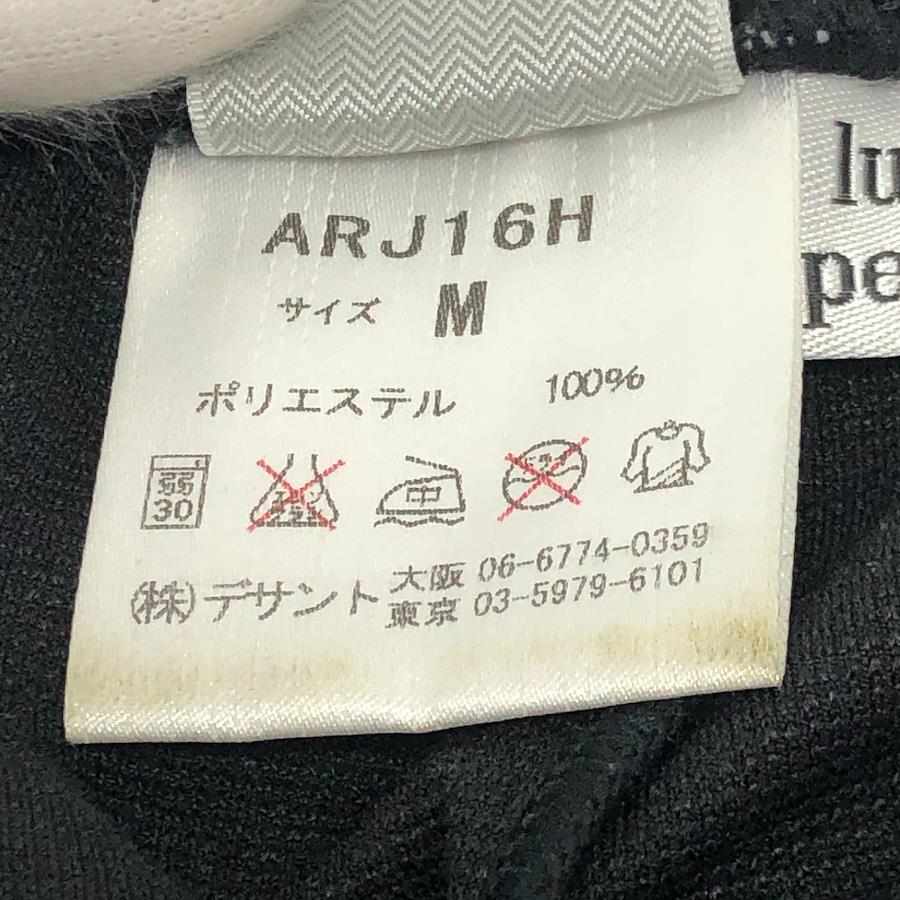 ARJ16H
サイズ M
ポリエステル 100%
弱
30
中
(株)デサント 大阪 06-6774-0359
東京 03-5979-6101
lu
pe